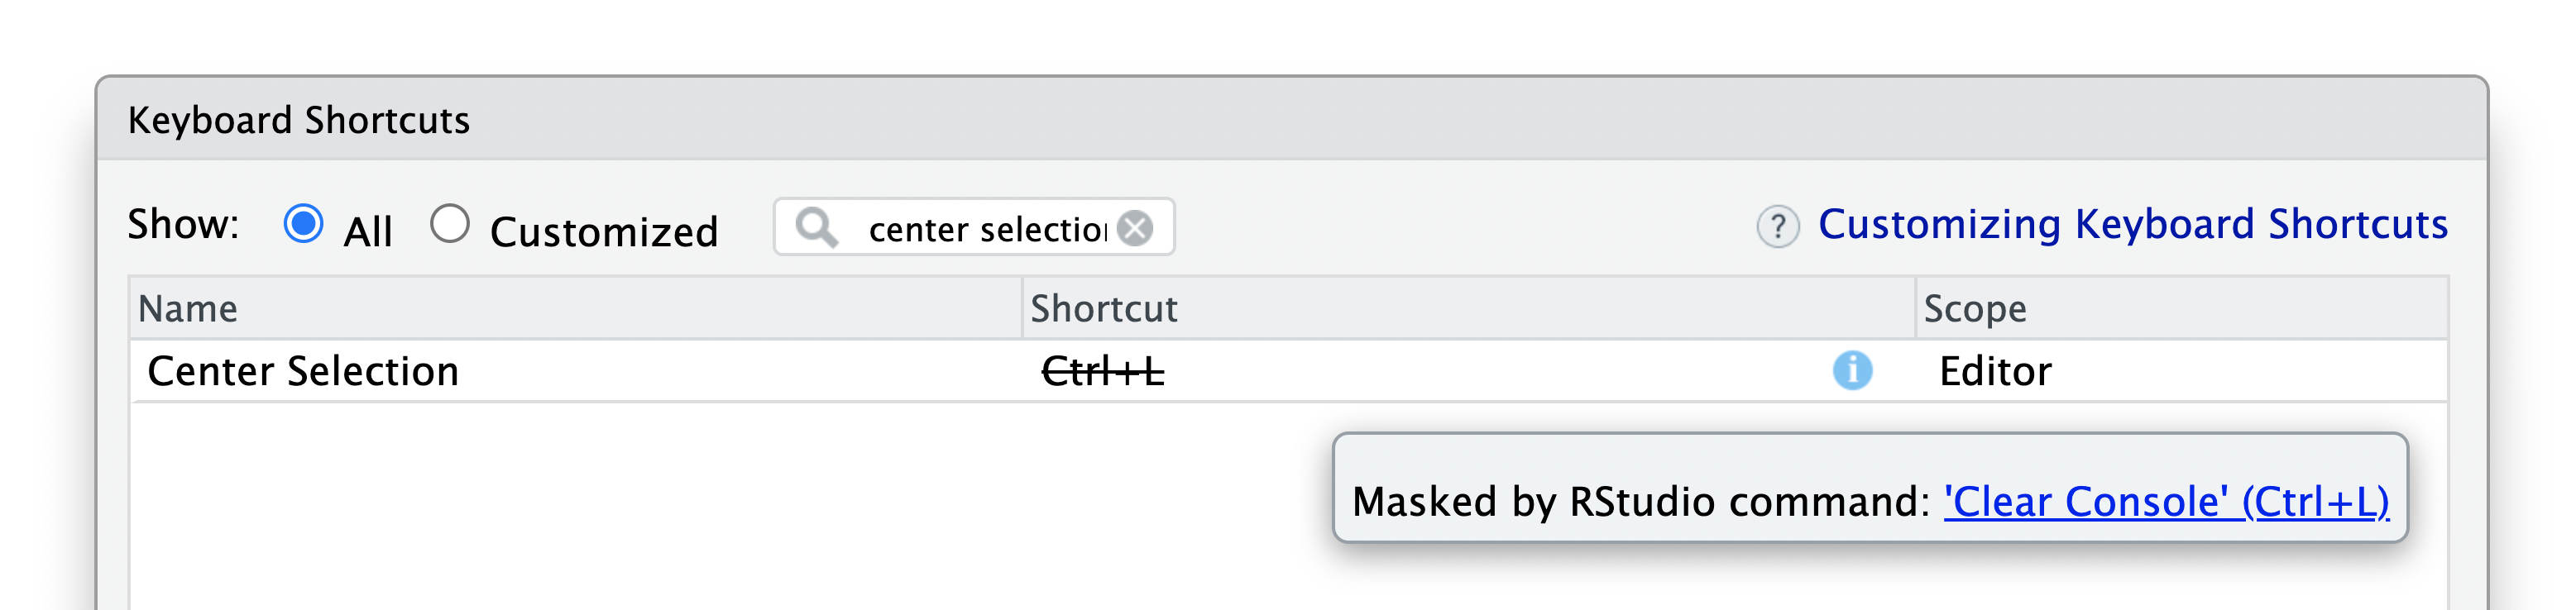 Keyboard Shortcuts
Show: All Customized center selection ? Customizing Keyboard Shortcuts
Name Shortcut Scope
Center Selection Ctrl+L i Editor
Masked by RStudio command: 'Clear Console' (Ctrl+L)